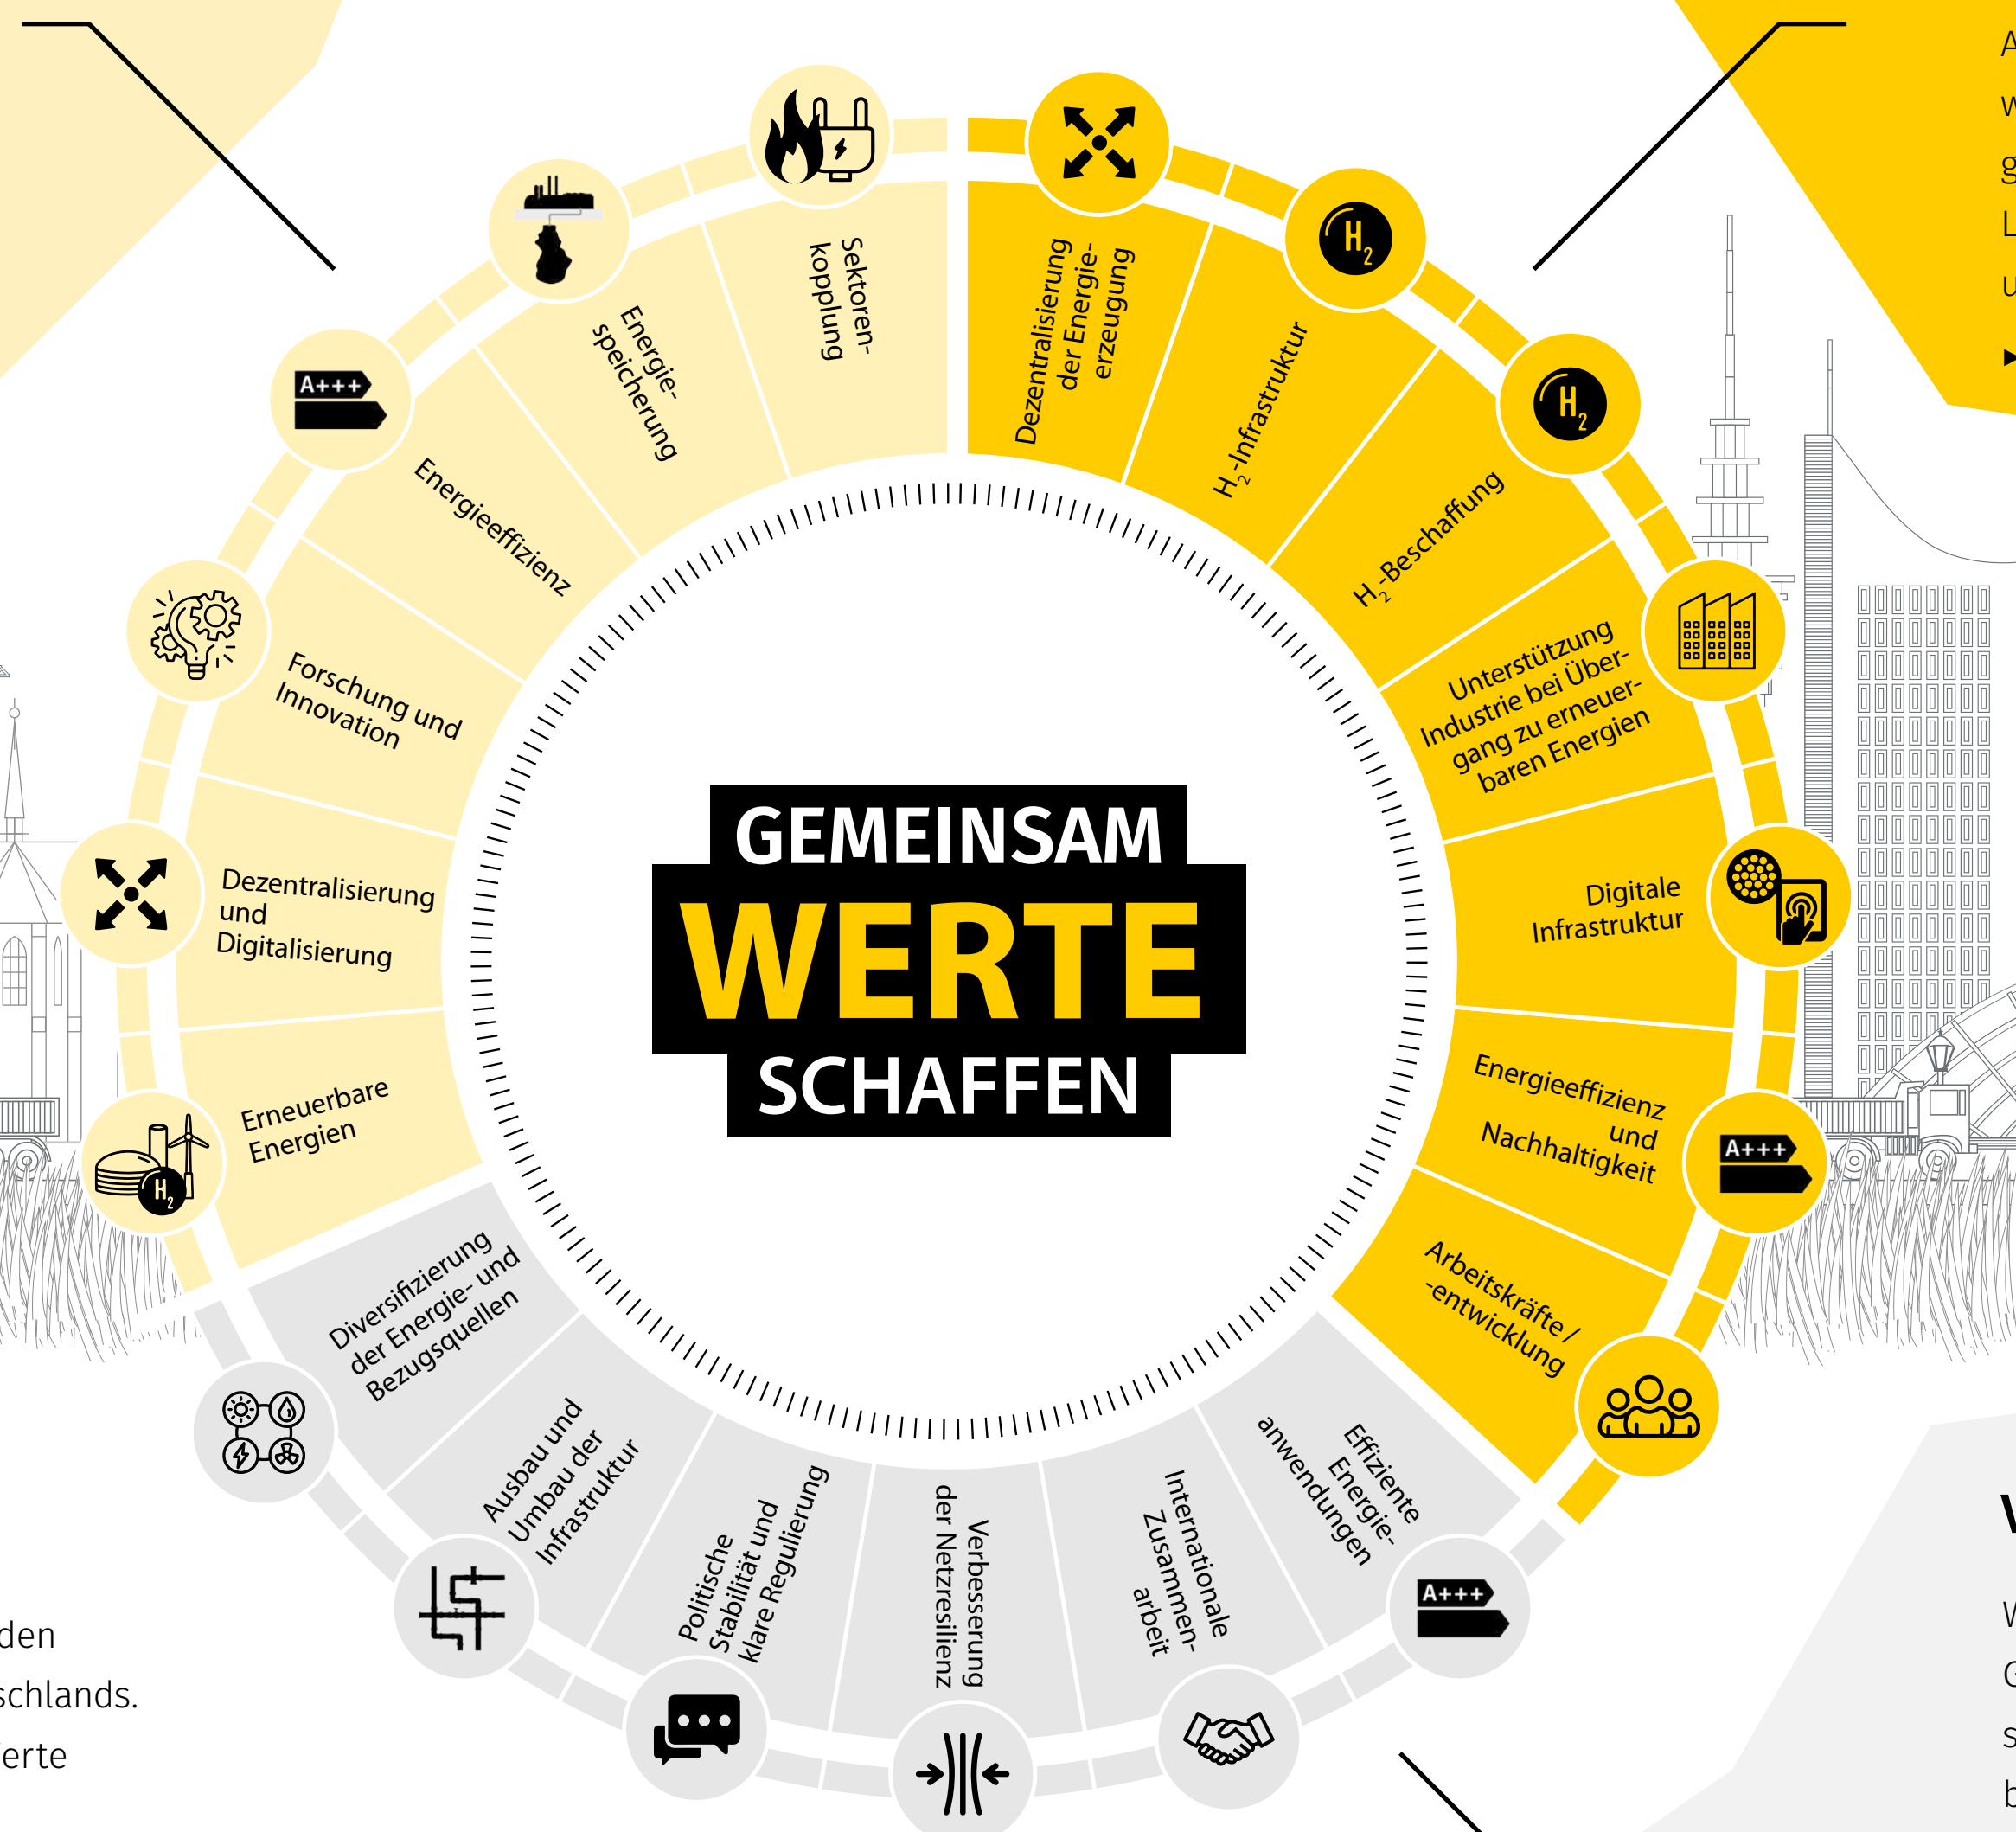 Sektoren-
kopplung
Energie-
speicherung
Energieeffizienz
A+++
Forschung und
Innovation
Dezentralisierung
und
Digitalisierung
Erneuerbare
Energien
H2
Dezentralisierung
der Energie-
erzeugung
H2-Infrastruktur
H2
H2-Beschaffung
H2
Unterstützung
Industrie bei Über-
gang zu erneuer-
baren Energien
Digitale
Infrastruktur
Energieeffizienz
und
Nachhaltigkeit
A+++
Arbeitskräfte /
-entwicklung
Effiziente
Energie-
anwendungen
A+++
Internationale
Zusammen-
arbeit
Verbesserung
der Netzresilienz
Politische
Stabilität und
klare Regulierung
Ausbau und
Umbau der
Infrastruktur
Diversifizierung
der Energie- und
Bezugsquellen
GEMEINSAM
WERTE
SCHAFFEN
den
schlands.
erte